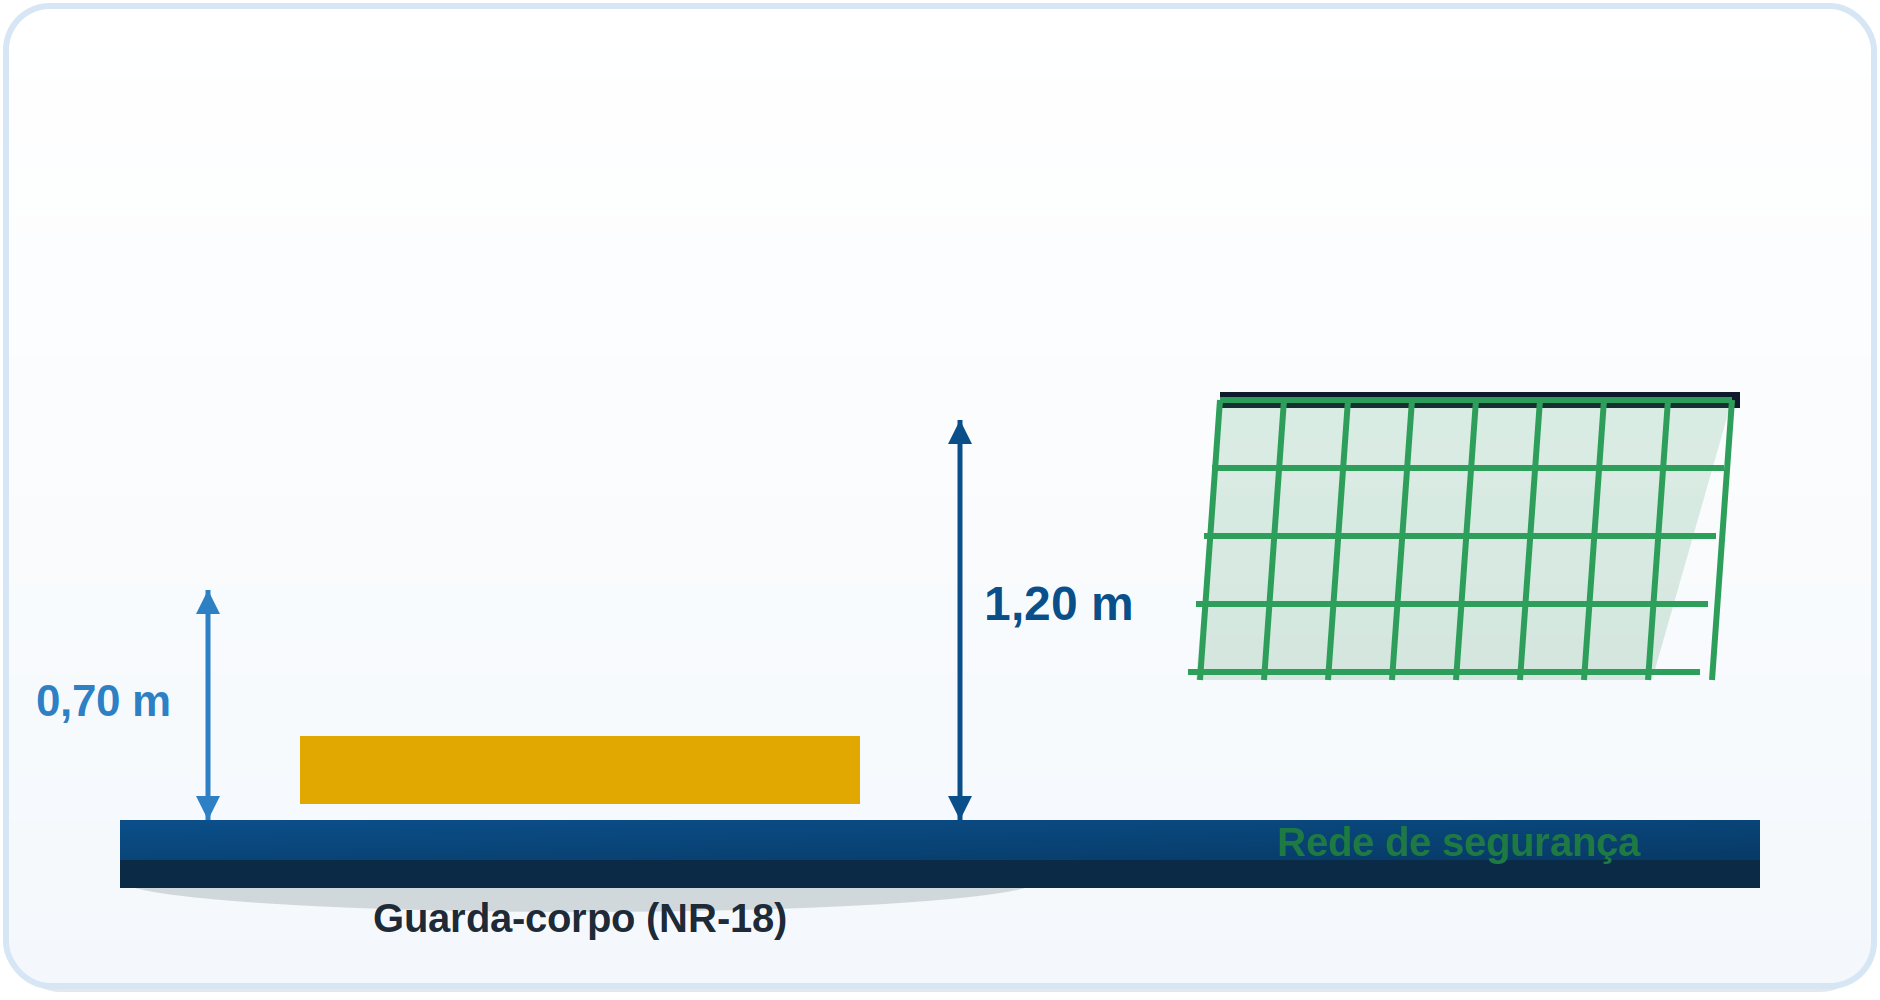 1,20 m
0,70 m
Rede de segurança
Guarda-corpo (NR-18)